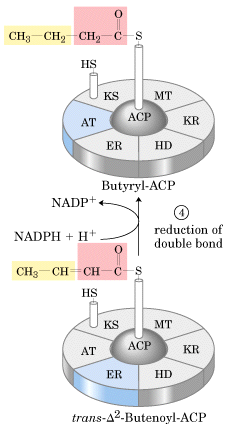 O
CH₃—CH₂—CH₂—C—S
HS
KS MT
AT ACP KR
ER HD
Butyryl-ACP
NADP⁺
④
NADPH + H⁺
reduction of
double bond
O
CH₃—CH=CH—C—S
HS
KS MT
AT ACP KR
ER HD
trans-Δ²-Butenoyl-ACP